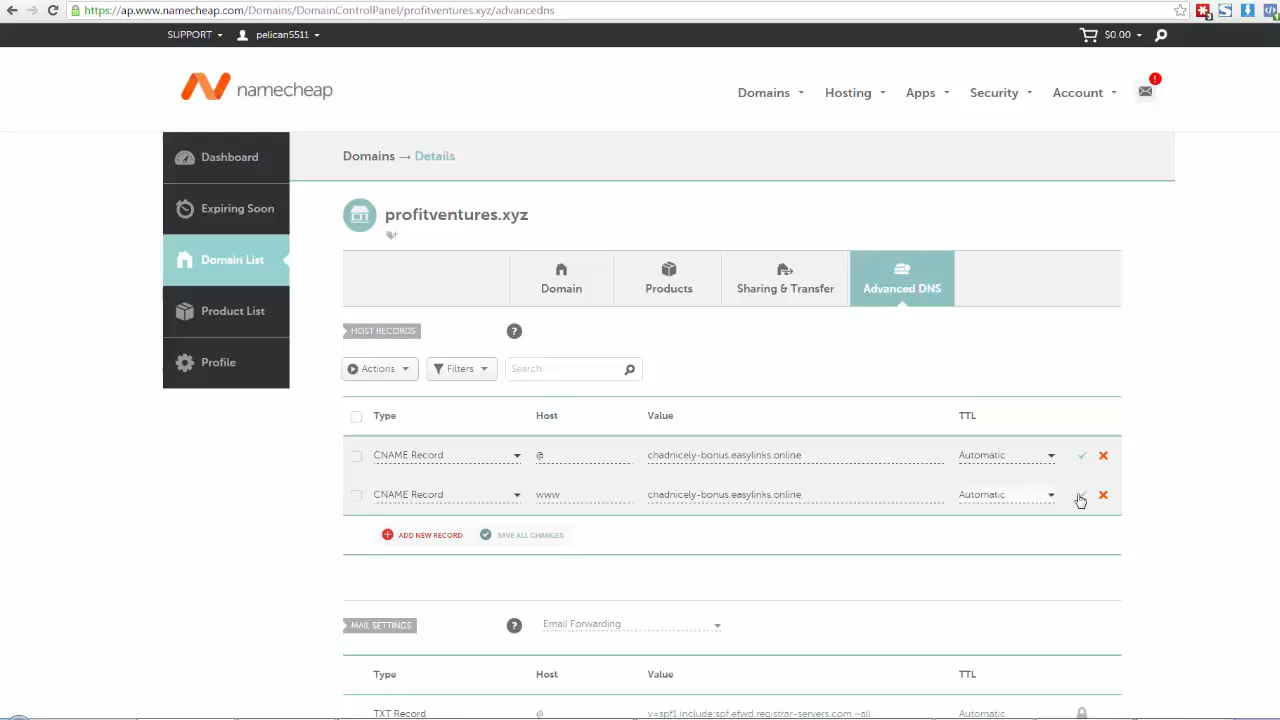 https://ap.www.namecheap.com/Domains/DomainControlPanel/profitventures.xyz/advancedns
3
SUPPORT
pelican5511
$0.00
namecheap
Domains
Hosting
Apps
Security
Account
!
Dashboard
Expiring Soon
Domain List
Product List
Profile
Domains → Details
profitventures.xyz
Domain
Products
Sharing & Transfer
Advanced DNS
HOST RECORDS
?
Actions
Filters
Search
Type Host Value TTL
CNAME Record @ chadnicely-bonus.easylinks.online Automatic
CNAME Record www chadnicely-bonus.easylinks.online Automatic
ADD NEW RECORD
SAVE ALL CHANGES
MAIL SETTINGS
?
Email Forwarding
Type Host Value TTL
TXT Record @ v=spf1 include:spf.efwd.registrar-servers.com ~all Automatic